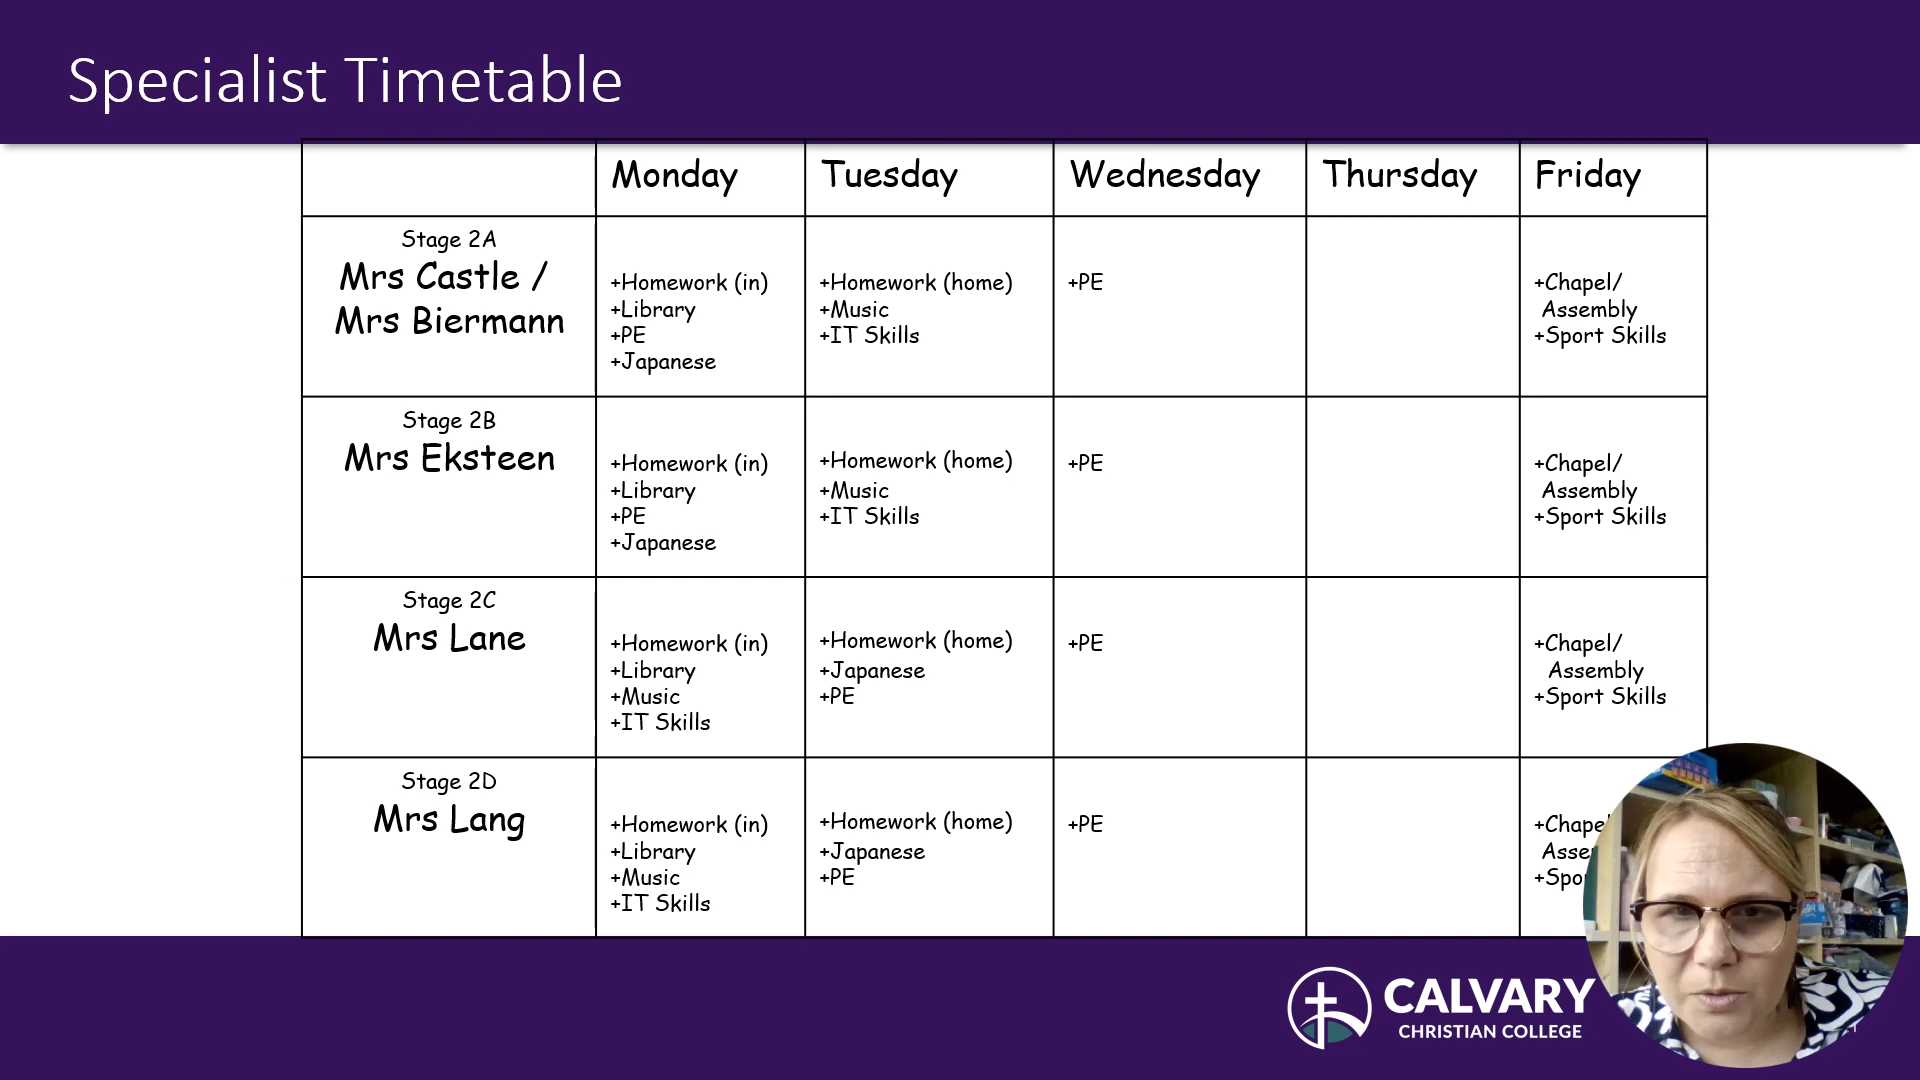 Specialist Timetable
Monday Tuesday Wednesday Thursday Friday
Stage 2A
Mrs Castle /
Mrs Biermann
+Homework (in)
+Library
+PE
+Japanese
+Homework (home)
+Music
+IT Skills
+PE
+Chapel/
Assembly
+Sport Skills
Stage 2B
Mrs Eksteen
+Homework (in)
+Library
+PE
+Japanese
+Homework (home)
+Music
+IT Skills
+PE
+Chapel/
Assembly
+Sport Skills
Stage 2C
Mrs Lane
+Homework (in)
+Library
+Music
+IT Skills
+Homework (home)
+Japanese
+PE
+PE
+Chapel/
Assembly
+Sport Skills
Stage 2D
Mrs Lang
+Homework (in)
+Library
+Music
+IT Skills
+Homework (home)
+Japanese
+PE
+PE
CALVARY
CHRISTIAN COLLEGE